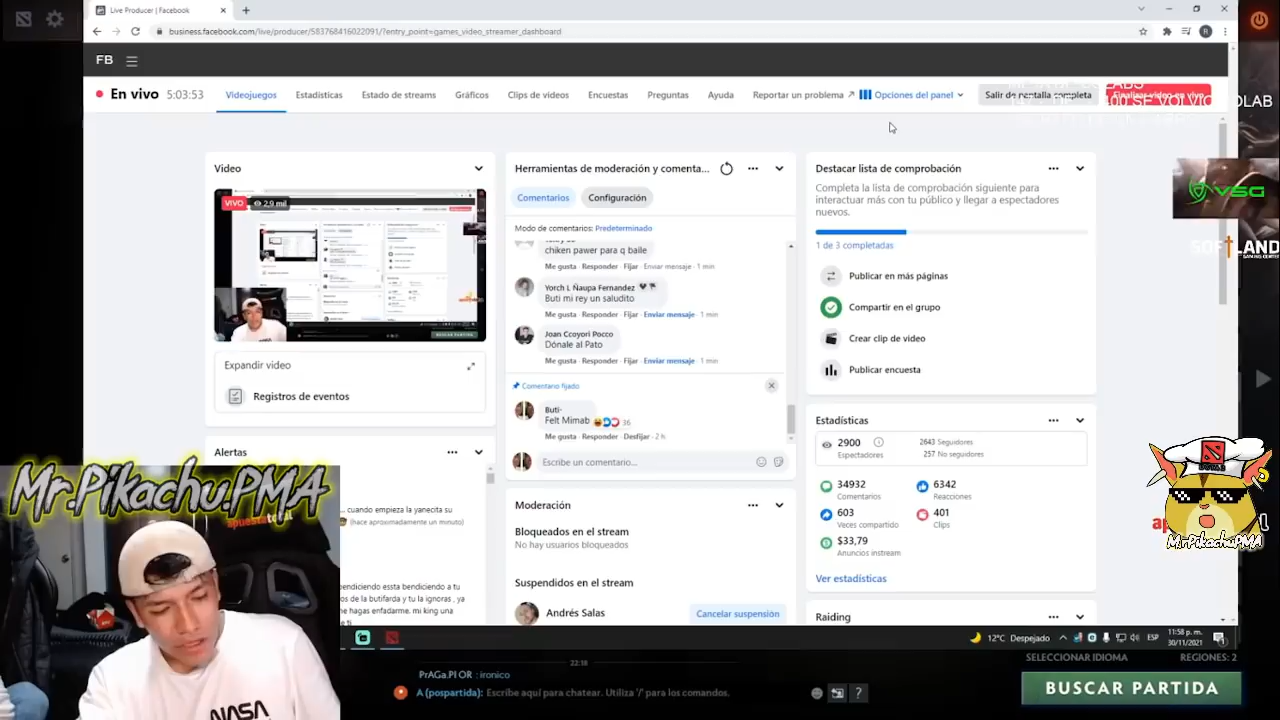 Live Producer | Facebook
business.facebook.com/live/producer/583768416022091/?entry_point=games_video_streamer_dashboard
FB
En vivo 5:03:53 Videojuegos Estadísticas Estado de streams Gráficos Clips de videos Encuestas Preguntas Ayuda Reportar un problema Opciones del panel Salir de pantalla completa
Video
VIVO 2,9 mil
BUSCAR PARTIDA
Expandir video
Registros de eventos
Alertas
... cuando empieza la yanecita su
(hace aproximadamente un minuto)
bendiciendo a tu
de la butifarda y tu la ignoras , ya
me hagas enfadarme. mi king una
Herramientas de moderación y comenta...
Comentarios Configuración
Modo de comentarios: Predeterminado
chiken pawer para q baile
Me gusta · Responder · Fijar · Enviar mensaje · 1 min
Yorch L Ñaupa Fernandez
Buti mi rey un saludito
Me gusta · Responder · Fijar · Enviar mensaje · 1 min
Joan Ccoyori Pocco
Dónale al Pato
Me gusta · Responder · Fijar · Enviar mensaje · 1 min
Comentario fijado
Buti-
Felt Mimab
36
Me gusta · Responder · Desfijar · 2 h
Escribe un comentario...
Moderación
Bloqueados en el stream
No hay usuarios bloqueados
Suspendidos en el stream
Andrés Salas Cancelar suspensión
Destacar lista de comprobación
Completa la lista de comprobación siguiente para
interactuar más con tu público y llegar a espectadores
nuevos.
1 de 3 completadas
Publicar en más páginas
Compartir en el grupo
Crear clip de video
Publicar encuesta
Estadísticas
2900
Espectadores
2643 Seguidores
257 No seguidores
34932
Comentarios
6342
Reacciones
603
Veces compartido
401
Clips
$33,79
Anuncios instream
Ver estadísticas
Raiding
VSG
SOFTLAND
GAMING CENTER
Mr.Pikachu.PMA
Mr.Pikachu.PMA
NASA
12°C Despejado
ESP
11:58 p. m.
30/11/2021
SELECCIONAR IDIOMA REGIONES: 2
22:18
PrAGa.PI OR : ironico
A (pospartida): Escribe aquí para chatear. Utiliza '/' para los comandos.
BUSCAR PARTIDA